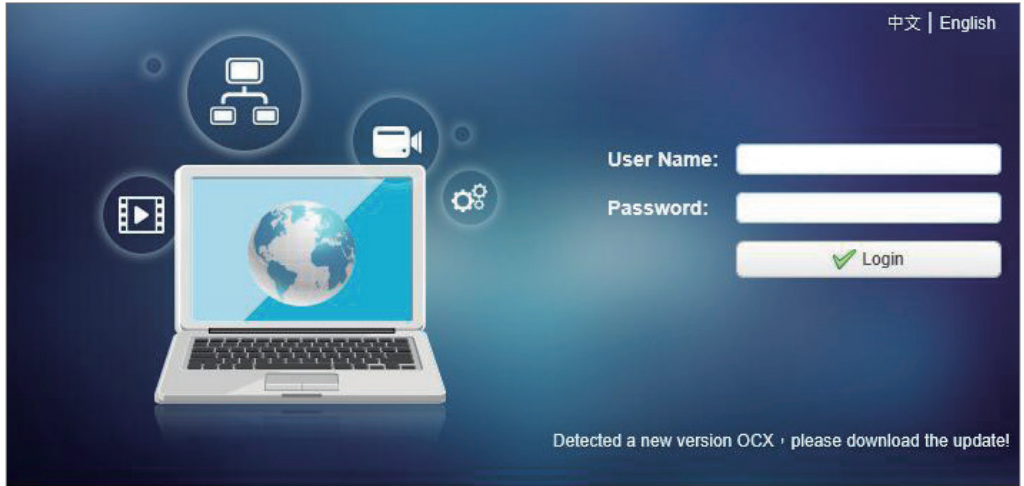 中文 | English
User Name:
Password:
Login
Detected a new version OCX，please download the update!